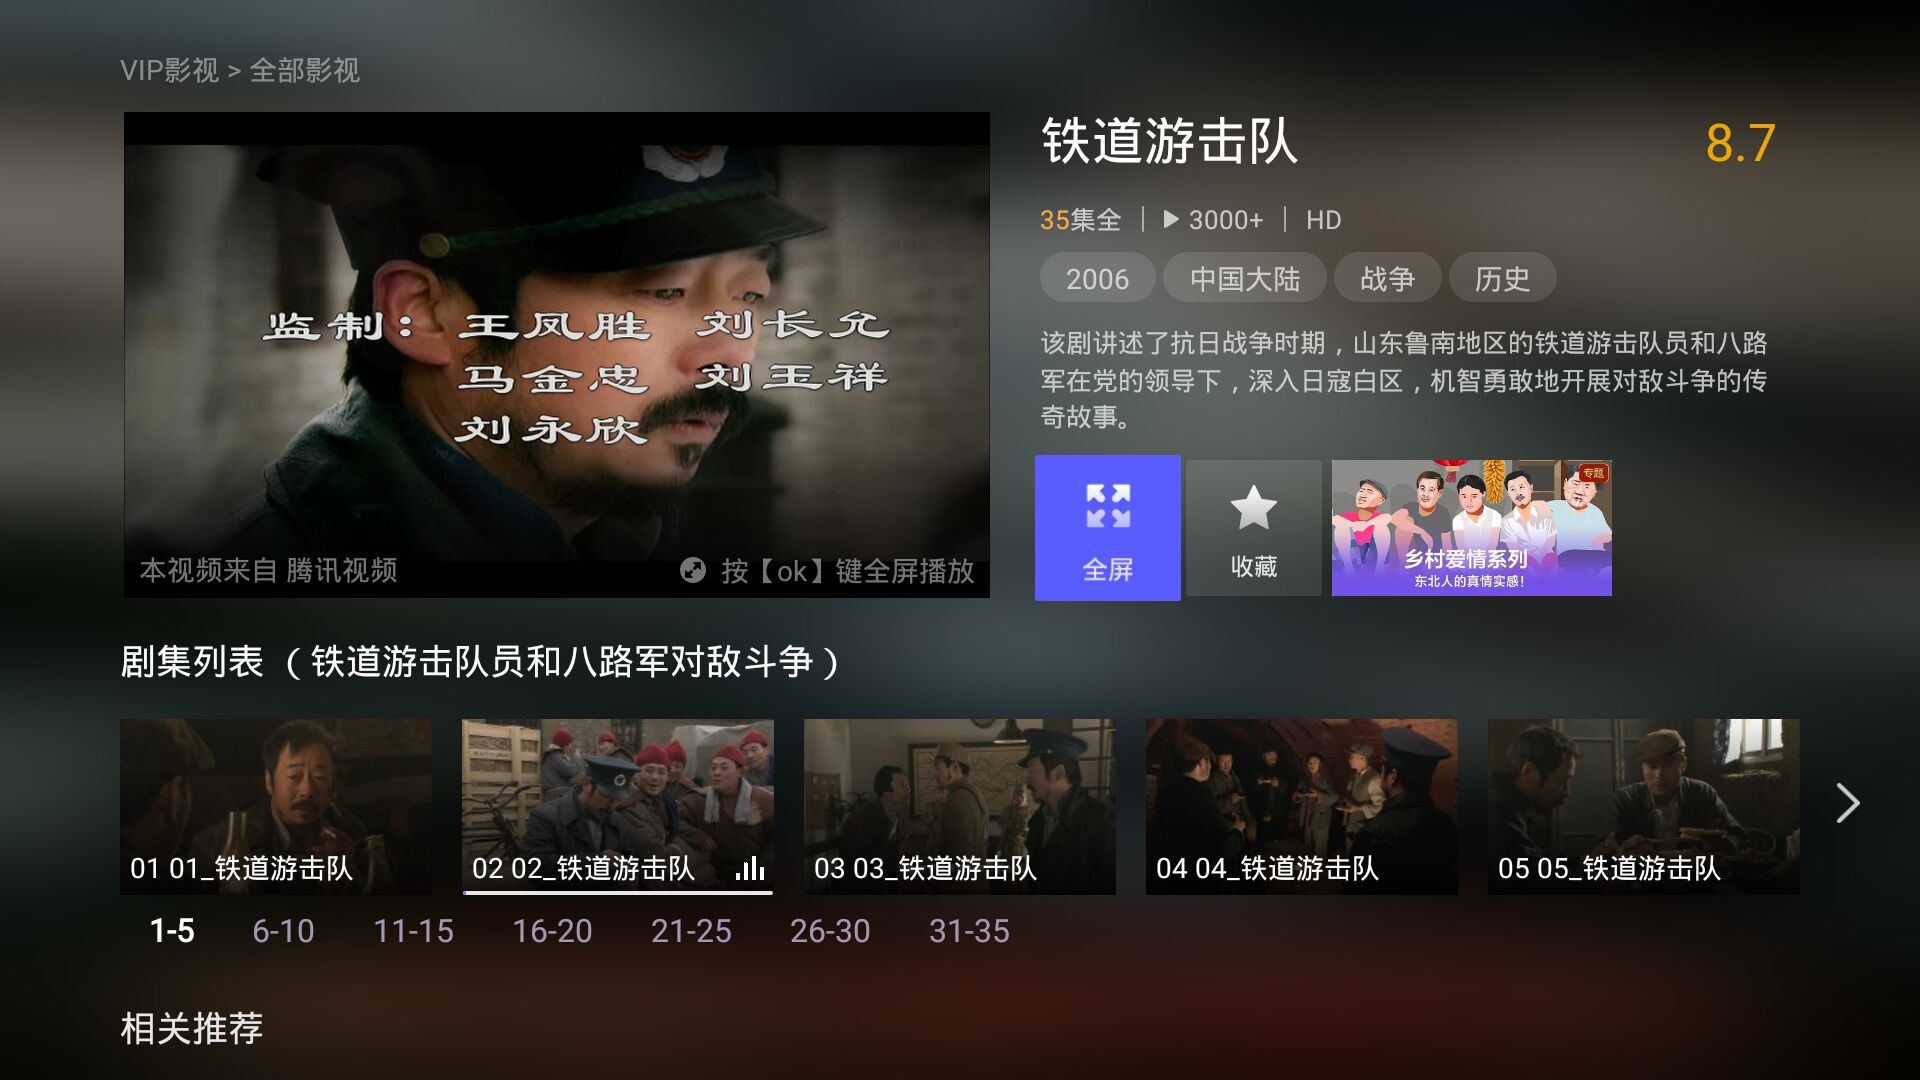 VIP影视 > 全部影视
监制： 王凤胜 刘长允
马金忠 刘玉祥
刘永欣
本视频来自 腾讯视频
按【ok】键全屏播放
铁道游击队
8.7
35集全 | 3000+ | HD
2006 中国大陆 战争 历史
该剧讲述了抗日战争时期，山东鲁南地区的铁道游击队员和八路
军在党的领导下，深入日寇白区，机智勇敢地开展对敌斗争的传
奇故事。
全屏
收藏
专题
乡村爱情系列
东北人的真情实感！
剧集列表 （铁道游击队员和八路军对敌斗争）
01 01_铁道游击队
02 02_铁道游击队
03 03_铁道游击队
04 04_铁道游击队
05 05_铁道游击队
1-5 6-10 11-15 16-20 21-25 26-30 31-35
相关推荐